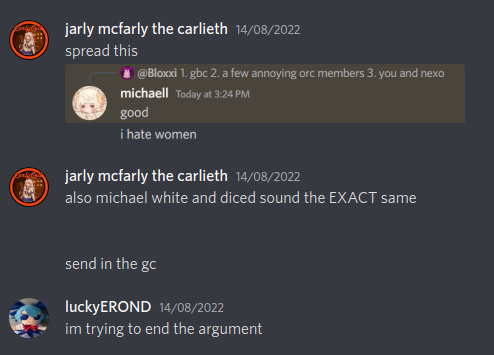 jarly mcfarly the carlieth 14/08/2022
spread this
@Bloxxi 1. gbc 2. a few annoying orc members 3. you and nexo
michaell Today at 3:24 PM
good
i hate women
jarly mcfarly the carlieth 14/08/2022
also michael white and diced sound the EXACT same
send in the gc
luckyEROND 14/08/2022
im trying to end the argument